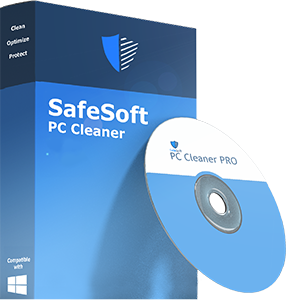 Clean
Optimize
Protect
SafeSoft
PC Cleaner
PC Cleaner PRO
Compatible
with